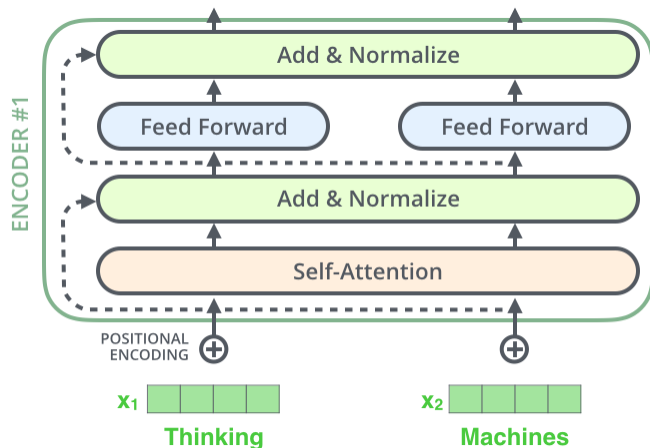 Add & Normalize
Feed Forward
Feed Forward
ENCODER #1
Add & Normalize
Self-Attention
POSITIONAL
ENCODING
x1
x2
Thinking
Machines